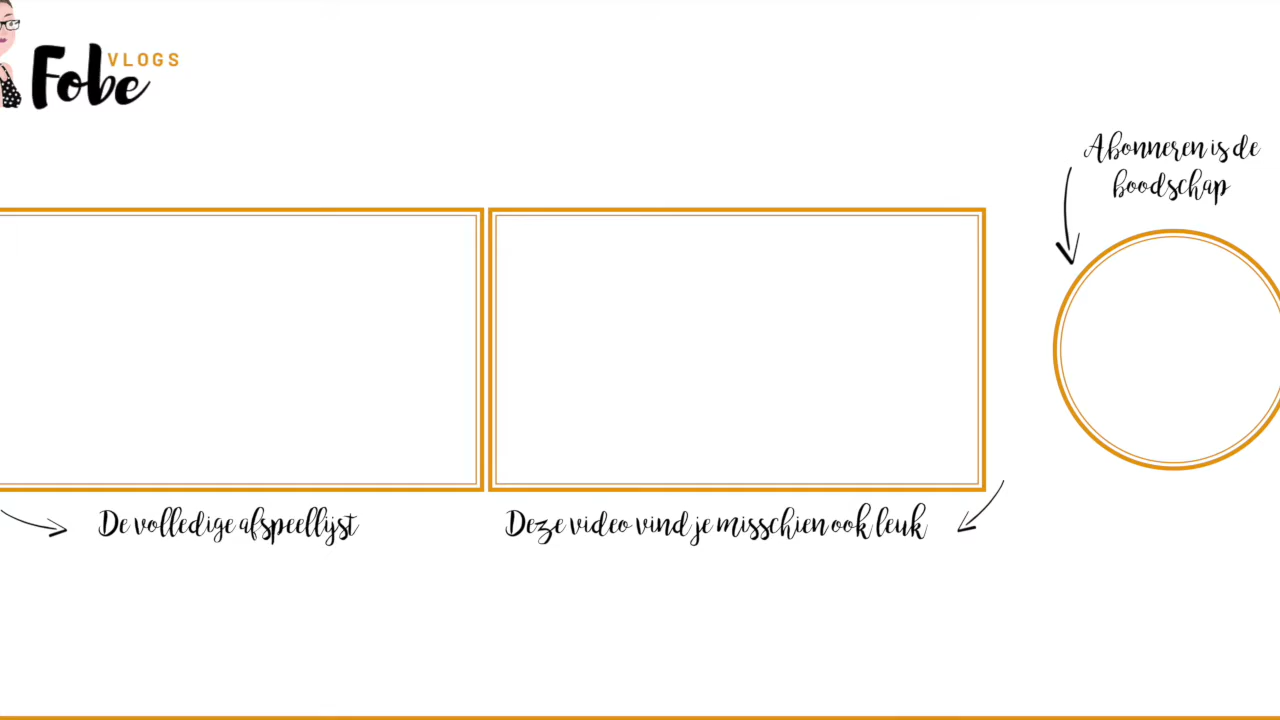 VLOGS
Fobe
Abonneren is de
boodschap
De volledige afspeellijst
Deze video vind je misschien ook leuk